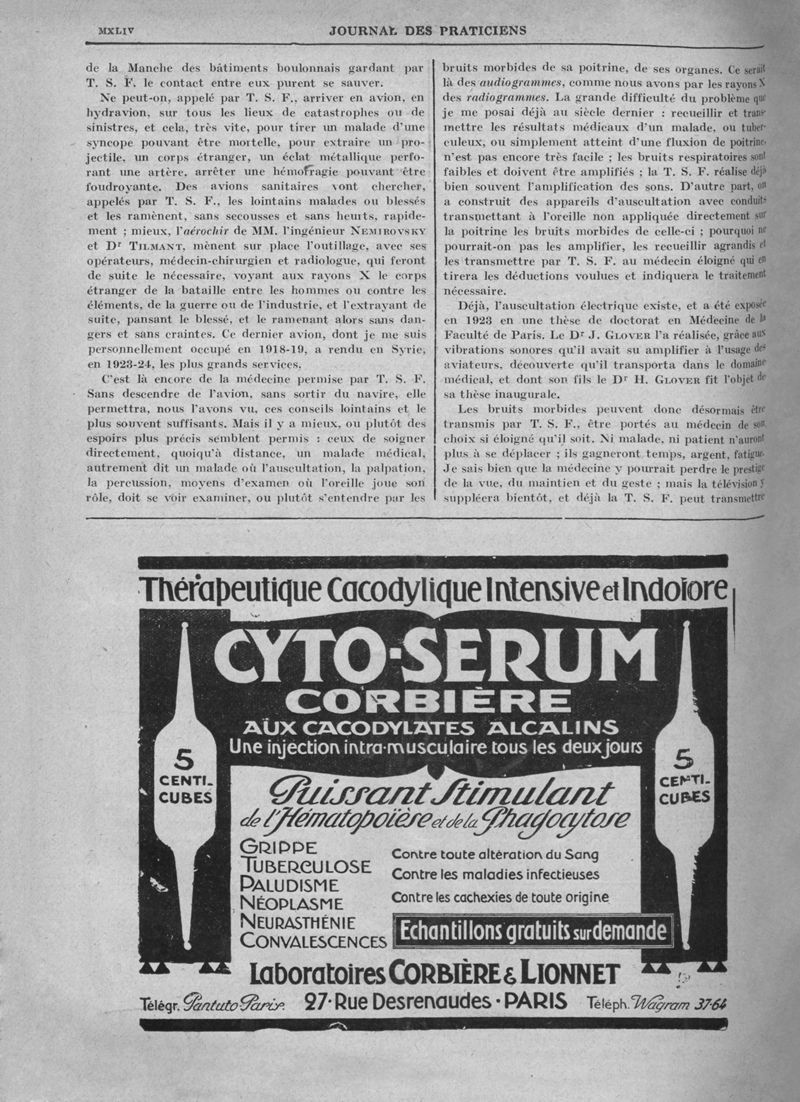 MXLIV
JOURNAL DES PRATICIENS
de la Manche des bâtiments boulonnais gardant par
T. S. F. le contact entre eux purent se sauver.
Ne peut-on, appelé par T. S. F., arriver en avion, en
hydravion, sur tous les lieux de catastrophes ou de
sinistres, et cela, très vite, pour tirer un malade d'une
syncope pouvant être mortelle, pour extraire un pro-
jectile, un corps étranger, un éclat métallique perfo-
rant une artère, arrêter une hémorragie pouvant être
foudroyante. Des avions sanitaires vont chercher,
appelés par T. S. F., les lointains malades ou blessés
et les ramènent, sans secousses et sans heurts, rapide-
ment ; mieux, l'aérochir de MM. l'ingénieur NEMIROVSKY
et Dr TILMANT, mènent sur place l'outillage, avec ses
opérateurs, médecin-chirurgien et radiologue, qui feront
de suite le nécessaire, voyant aux rayons X le corps
étranger de la bataille entre les hommes ou contre les
éléments, de la guerre ou de l'industrie, et l'extrayant de
suite, pansant le blessé, et le ramenant alors sans dan-
gers et sans craintes. Ce dernier avion, dont je me suis
personnellement occupé en 1918-19, a rendu en Syrie,
en 1923-24, les plus grands services.
C'est là encore de la médecine permise par T. S. F.
Sans descendre de l'avion, sans sortir du navire, elle
permettra, nous l'avons vu, ces conseils lointains et le
plus souvent suffisants. Mais il y a mieux, ou plutôt des
espoirs plus précis semblent permis : ceux de soigner
directement, quoiqu'à distance, un malade médical,
autrement dit un malade où l'auscultation, la palpation,
la percussion, moyens d'examen où l'oreille joue son
rôle, doit se voir examiner, ou plutôt s'entendre par les
bruits morbides de sa poitrine, de ses organes. Ce serait
là des audiogrammes, comme nous avons par les rayons X
des radiogrammes. La grande difficulté du problème que
je me posai déjà au siècle dernier : recueillir et trans-
mettre les résultats médicaux d'un malade, ou tuber-
culeux, ou simplement atteint d'une fluxion de poitrine,
n'est pas encore très facile ; les bruits respiratoires sont
faibles et doivent être amplifiés ; la T. S. F. réalise déjà
bien souvent l'amplification des sons. D'autre part, on
a construit des appareils d'auscultation avec conduits
transmettant à l'oreille non appliquée directement sur
la poitrine les bruits morbides de celle-ci ; pourquoi ne
pourrait-on pas les amplifier, les recueillir agrandis et
les transmettre par T. S. F. au médecin éloigné qui en
tirera les déductions voulues et indiquera le traitement
nécessaire.
Déjà, l'auscultation électrique existe, et a été exposée
en 1923 en une thèse de doctorat en Médecine de la
Faculté de Paris. Le Dr J. GLOVER l'a réalisée, grâce aux
vibrations sonores qu'il avait su amplifier à l'usage des
aviateurs, découverte qu'il transporta dans le domaine
médical, et dont son fils le Dr H. GLOVER fit l'objet de
sa thèse inaugurale.
Les bruits morbides peuvent donc désormais être
transmis par T. S. F., être portés au médecin de son
choix si éloigné qu'il soit. Ni malade, ni patient n'auront
plus à se déplacer ; ils gagneront temps, argent, fatigue.
Je sais bien que la médecine y pourrait perdre le prestige
de la vue, du maintien et du geste ; mais la télévision y
suppléera bientôt, et déjà la T. S. F. peut transmettre
Thérapeutique Cacodylique Intensive et Indolore
CYTO-SERUM
CORBIÈRE
AUX CACODYLATES ALCALINS
Une injection intra-musculaire tous les deux jours
5
CENTI-
CUBES
5
CENTI-
CUBES
Puissant Stimulant
de l'Hématopoïèse et de la Phagocytose
GRIPPE
TUBERCULOSE
PALUDISME
NÉOPLASME
NEURASTHÉNIE
CONVALESCENCES
Contre toute altération du Sang
Contre les maladies infectieuses
Contre les cachexies de toute origine
Echantillons gratuits sur demande
Laboratoires CORBIÈRE & LIONNET
Télégr. Pantuto-Paris. 27·Rue Desrenaudes·PARIS Téléph. Wagram 37-64